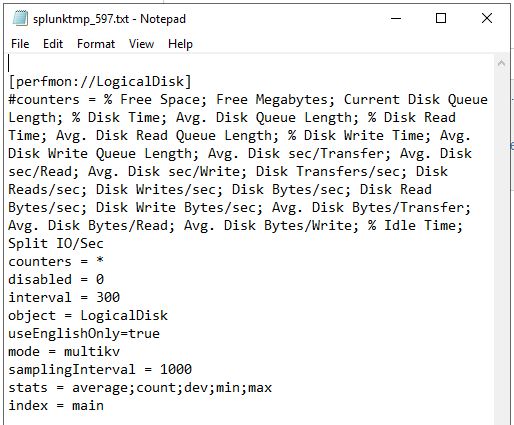 splunktmp_597.txt - Notepad
File Edit Format View Help
[perfmon://LogicalDisk]
#counters = % Free Space; Free Megabytes; Current Disk Queue
Length; % Disk Time; Avg. Disk Queue Length; % Disk Read
Time; Avg. Disk Read Queue Length; % Disk Write Time; Avg.
Disk Write Queue Length; Avg. Disk sec/Transfer; Avg. Disk
sec/Read; Avg. Disk sec/Write; Disk Transfers/sec; Disk
Reads/sec; Disk Writes/sec; Disk Bytes/sec; Disk Read
Bytes/sec; Disk Write Bytes/sec; Avg. Disk Bytes/Transfer;
Avg. Disk Bytes/Read; Avg. Disk Bytes/Write; % Idle Time;
Split IO/Sec
counters = *
disabled = 0
interval = 300
object = LogicalDisk
useEnglishOnly=true
mode = multikv
samplingInterval = 1000
stats = average;count;dev;min;max
index = main